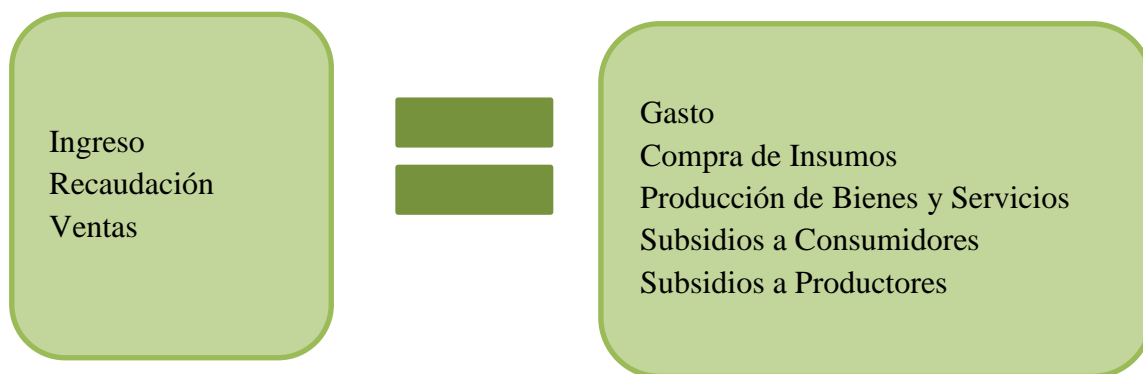 Ingreso
Recaudación
Ventas
Gasto
Compra de Insumos
Producción de Bienes y Servicios
Subsidios a Consumidores
Subsidios a Productores